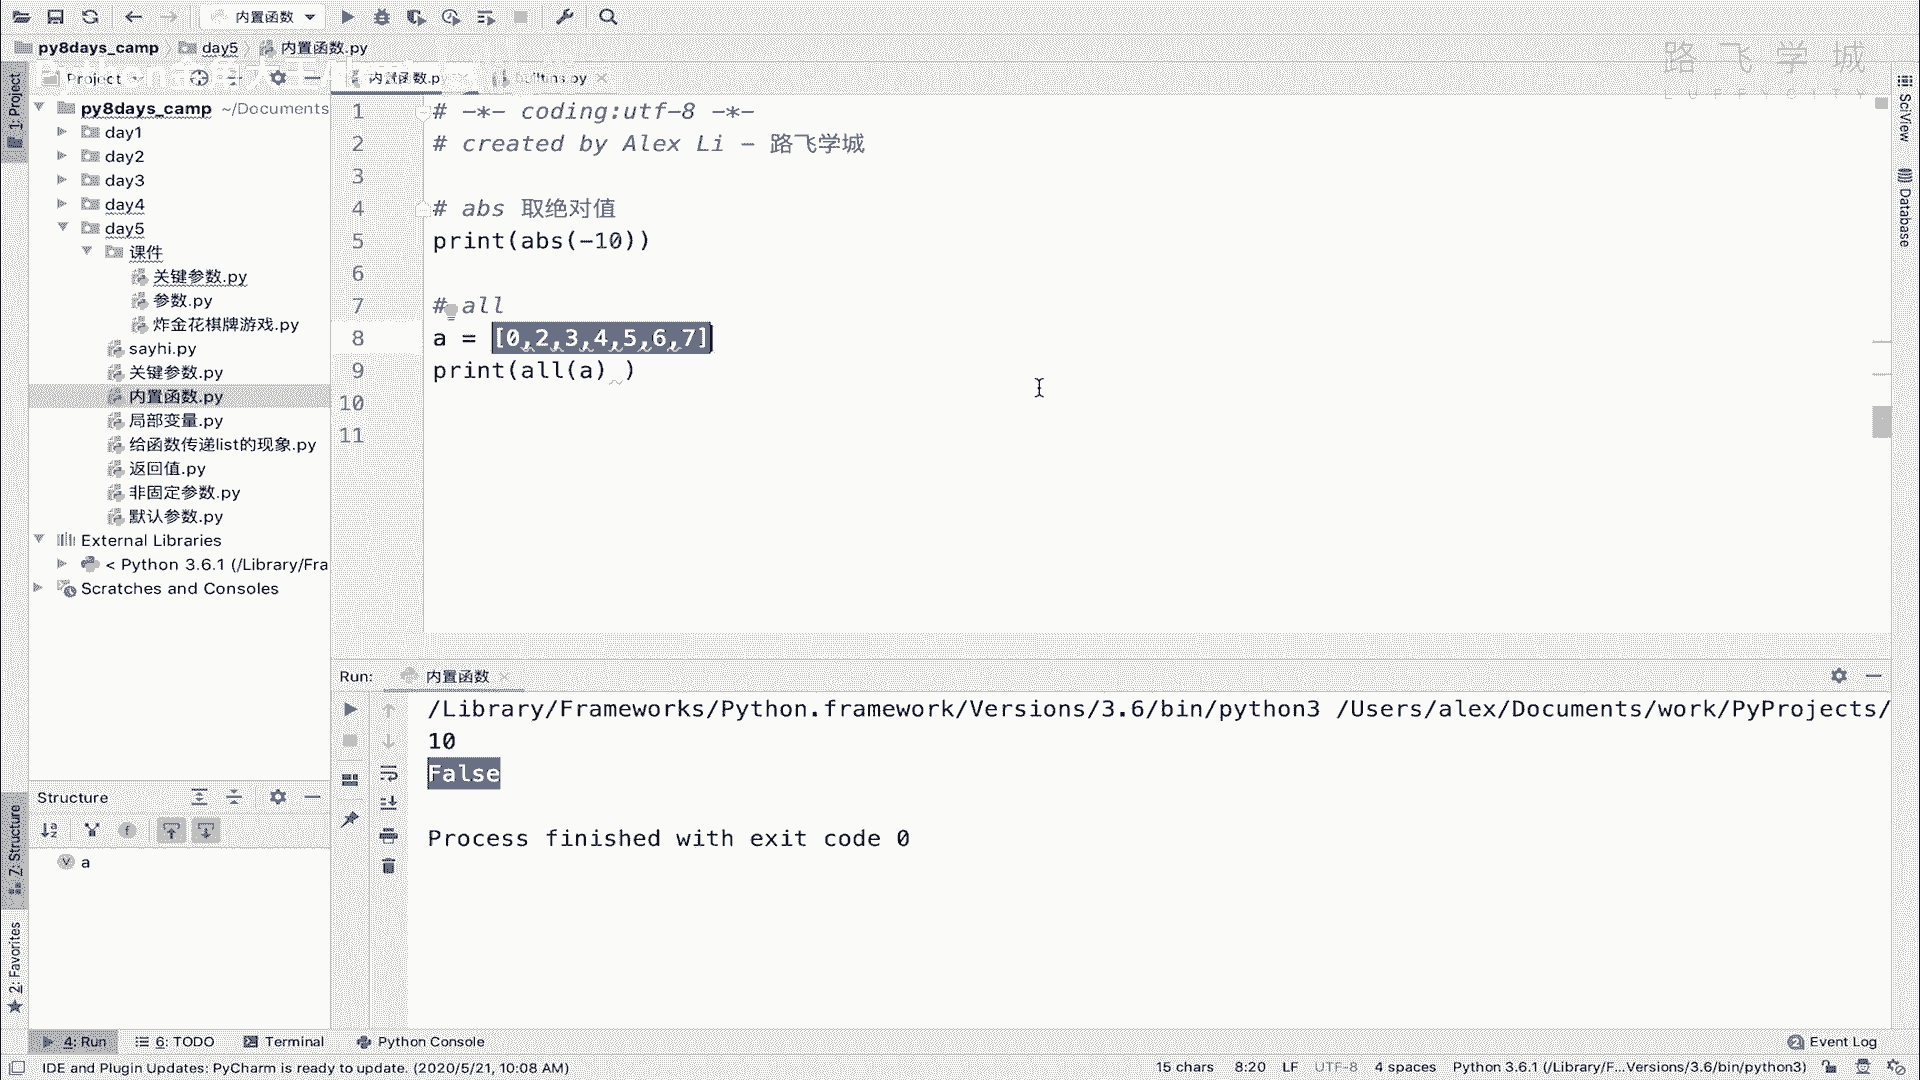 内置函数
py8days_camp
day5
内置函数.py
路飞学城
LUFFYCITY
Project
内置函数.py
builtins.py
1: Project
py8days_camp ~/Documents
day1
day2
day3
day4
day5
课件
关键参数.py
参数.py
炸金花棋牌游戏.py
sayhi.py
关键参数.py
内置函数.py
局部变量.py
给函数传递list的现象.py
返回值.py
非固定参数.py
默认参数.py
External Libraries
< Python 3.6.1 (/Library/Fra
Scratches and Consoles
1 # -*- coding:utf-8 -*-
2 # created by Alex Li - 路飞学城
3
4 # abs 取绝对值
5 print(abs(-10))
6
7 # all
8 a = [0,2,3,4,5,6,7]
9 print(all(a) )
10
11
SciView
Database
Run: 内置函数
/Library/Frameworks/Python.framework/Versions/3.6/bin/python3 /Users/alex/Documents/work/PyProjects/
10
False
Process finished with exit code 0
Structure
a
7: Structure
2: Favorites
4: Run
6: TODO
Terminal
Python Console
2 Event Log
IDE and Plugin Updates: PyCharm is ready to update. (2020/5/21, 10:08 AM)
15 chars 8:20 LF UTF-8 4 spaces Python 3.6.1 (/Library/F...Versions/3.6/bin/python3)